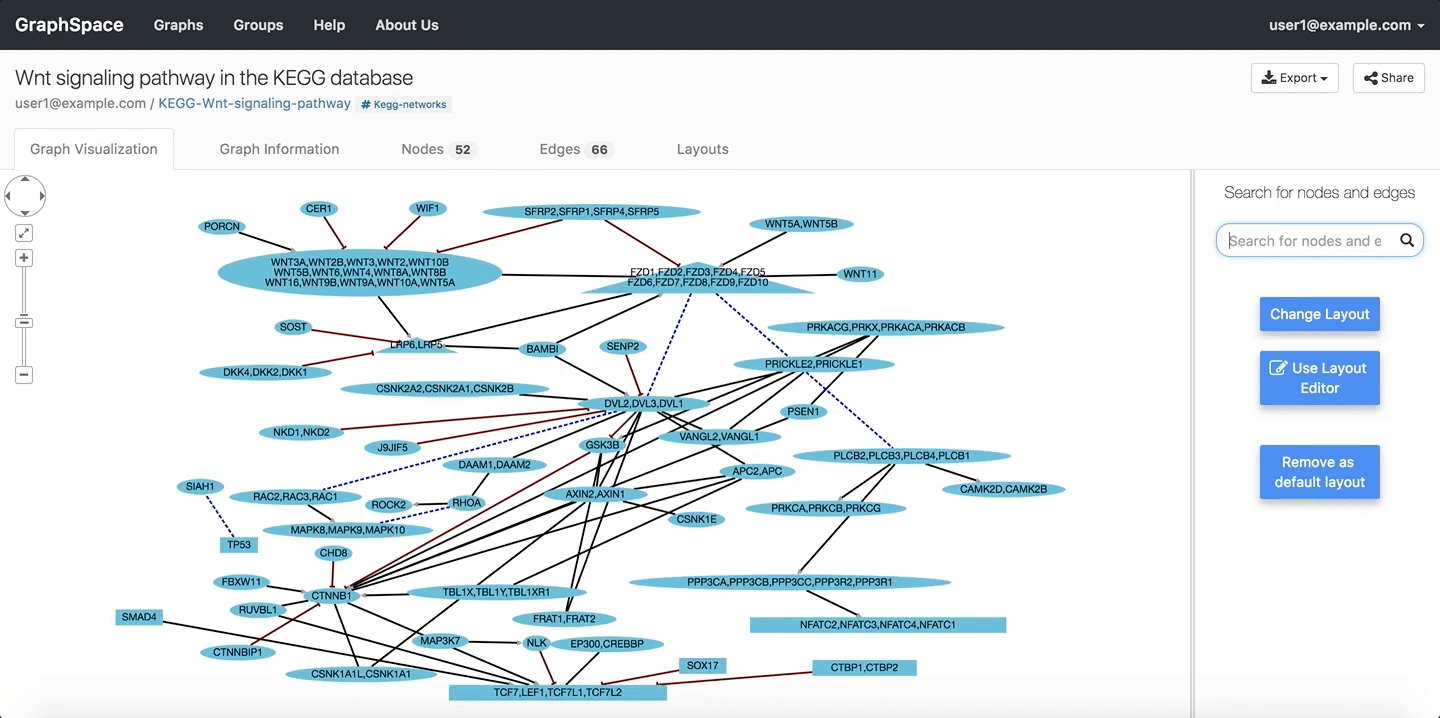 GraphSpace Graphs Groups Help About Us user1@example.com
Wnt signaling pathway in the KEGG database
Export
Share
user1@example.com / KEGG-Wnt-signaling-pathway # Kegg-networks
Graph Visualization Graph Information Nodes 52 Edges 66 Layouts
CER1
WIF1
SFRP2,SFRP1,SFRP4,SFRP5
PORCN
WNT5A,WNT5B
WNT3A,WNT2B,WNT3,WNT2,WNT10B
WNT5B,WNT6,WNT4,WNT8A,WNT8B
WNT16,WNT9B,WNT9A,WNT10A,WNT5A
FZD1,FZD2,FZD3,FZD4,FZD5
FZD6,FZD7,FZD8,FZD9,FZD10
WNT11
SOST
PRKACG,PRKX,PRKACA,PRKACB
LRP6,LRP5
BAMBI
SENP2
PRICKLE2,PRICKLE1
DKK4,DKK2,DKK1
CSNK2A2,CSNK2A1,CSNK2B
DVL2,DVL3,DVL1
PSEN1
NKD1,NKD2
VANGL2,VANGL1
J9JIF5
GSK3B
PLCB2,PLCB3,PLCB4,PLCB1
DAAM1,DAAM2
APC2,APC
SIAH1
RAC2,RAC3,RAC1
AXIN2,AXIN1
CAMK2D,CAMK2B
ROCK2
RHOA
PRKCA,PRKCB,PRKCG
CSNK1E
MAPK8,MAPK9,MAPK10
TP53
CHD8
FBXW11
PPP3CA,PPP3CB,PPP3CC,PPP3R2,PPP3R1
CTNNB1
TBL1X,TBL1Y,TBL1XR1
RUVBL1
SMAD4
FRAT1,FRAT2
NFATC2,NFATC3,NFATC4,NFATC1
MAP3K7
NLK
EP300,CREBBP
CTNNBIP1
SOX17
CTBP1,CTBP2
CSNK1A1L,CSNK1A1
TCF7,LEF1,TCF7L1,TCF7L2
Search for nodes and edges
Search for nodes and e
Change Layout
Use Layout
Editor
Remove as
default layout